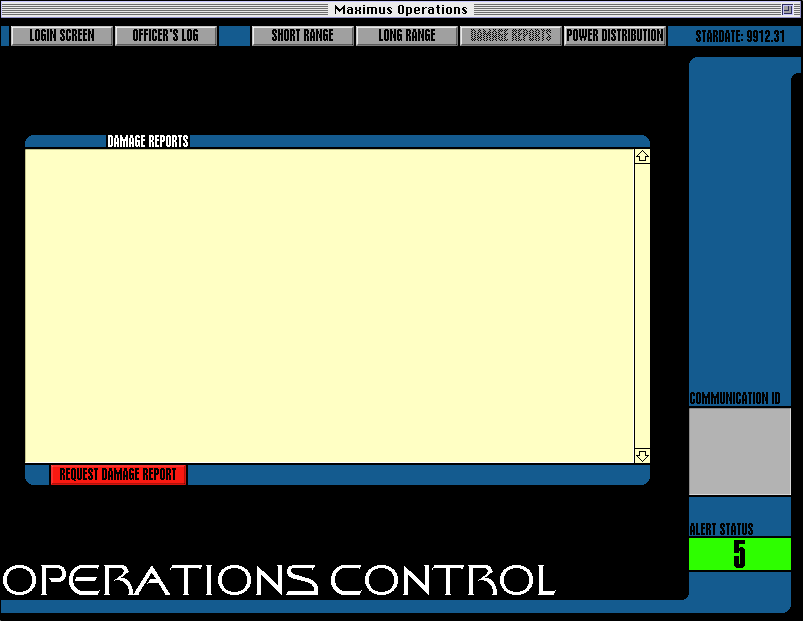 Maximus Operations
LOGIN SCREEN OFFICER'S LOG SHORT RANGE LONG RANGE DAMAGE REPORTS POWER DISTRIBUTION STARDATE: 9912.31
DAMAGE REPORTS
COMMUNICATION ID
REQUEST DAMAGE REPORT
ALERT STATUS
5
OPERATIONS CONTROL